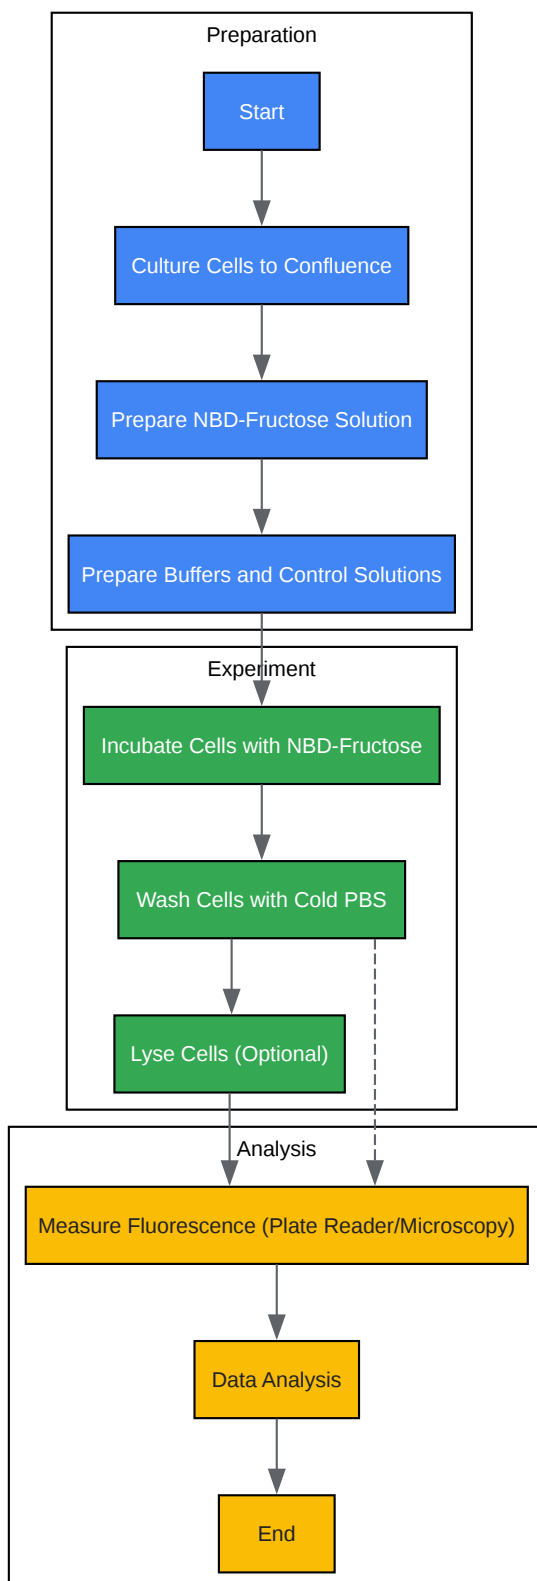 Preparation
Start
Culture Cells to Confluence
Prepare NBD-Fructose Solution
Prepare Buffers and Control Solutions
Experiment
Incubate Cells with NBD-Fructose
Wash Cells with Cold PBS
Lyse Cells (Optional)
Analysis
Measure Fluorescence (Plate Reader/Microscopy)
Data Analysis
End